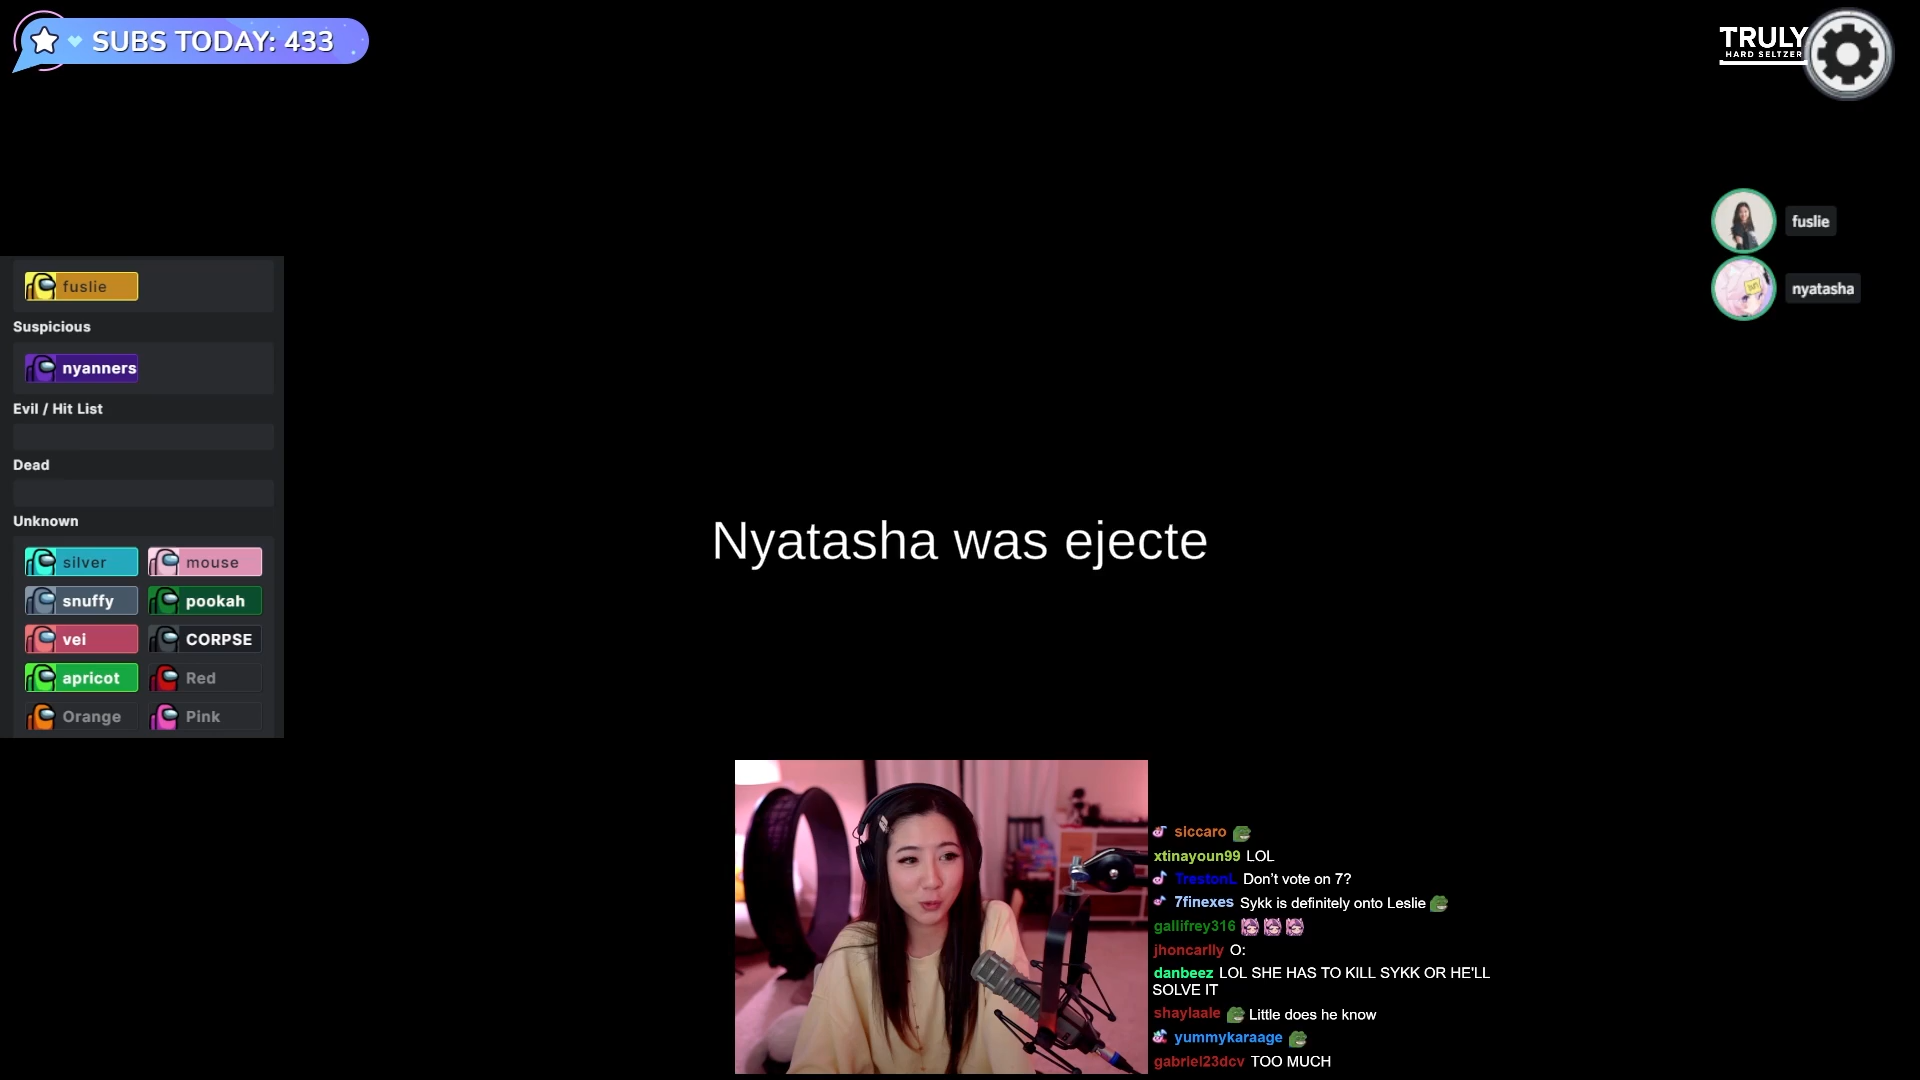 SUBS TODAY: 433
TRULY
HARD SELTZER
fuslie
nyatasha
fuslie
Suspicious
nyanners
Evil / Hit List
Dead
Unknown
silver
mouse
snuffy
pookah
vei
CORPSE
apricot
Red
Orange
Pink
Nyatasha was ejecte
siccaro
xtinayoun99 LOL
TrestonL Don't vote on 7?
7finexes Sykk is definitely onto Leslie
gallifrey316
jhoncarlly O:
danbeez LOL SHE HAS TO KILL SYKK OR HE'LL
SOLVE IT
shaylaale Little does he know
yummykaraage
gabriel23dcv TOO MUCH